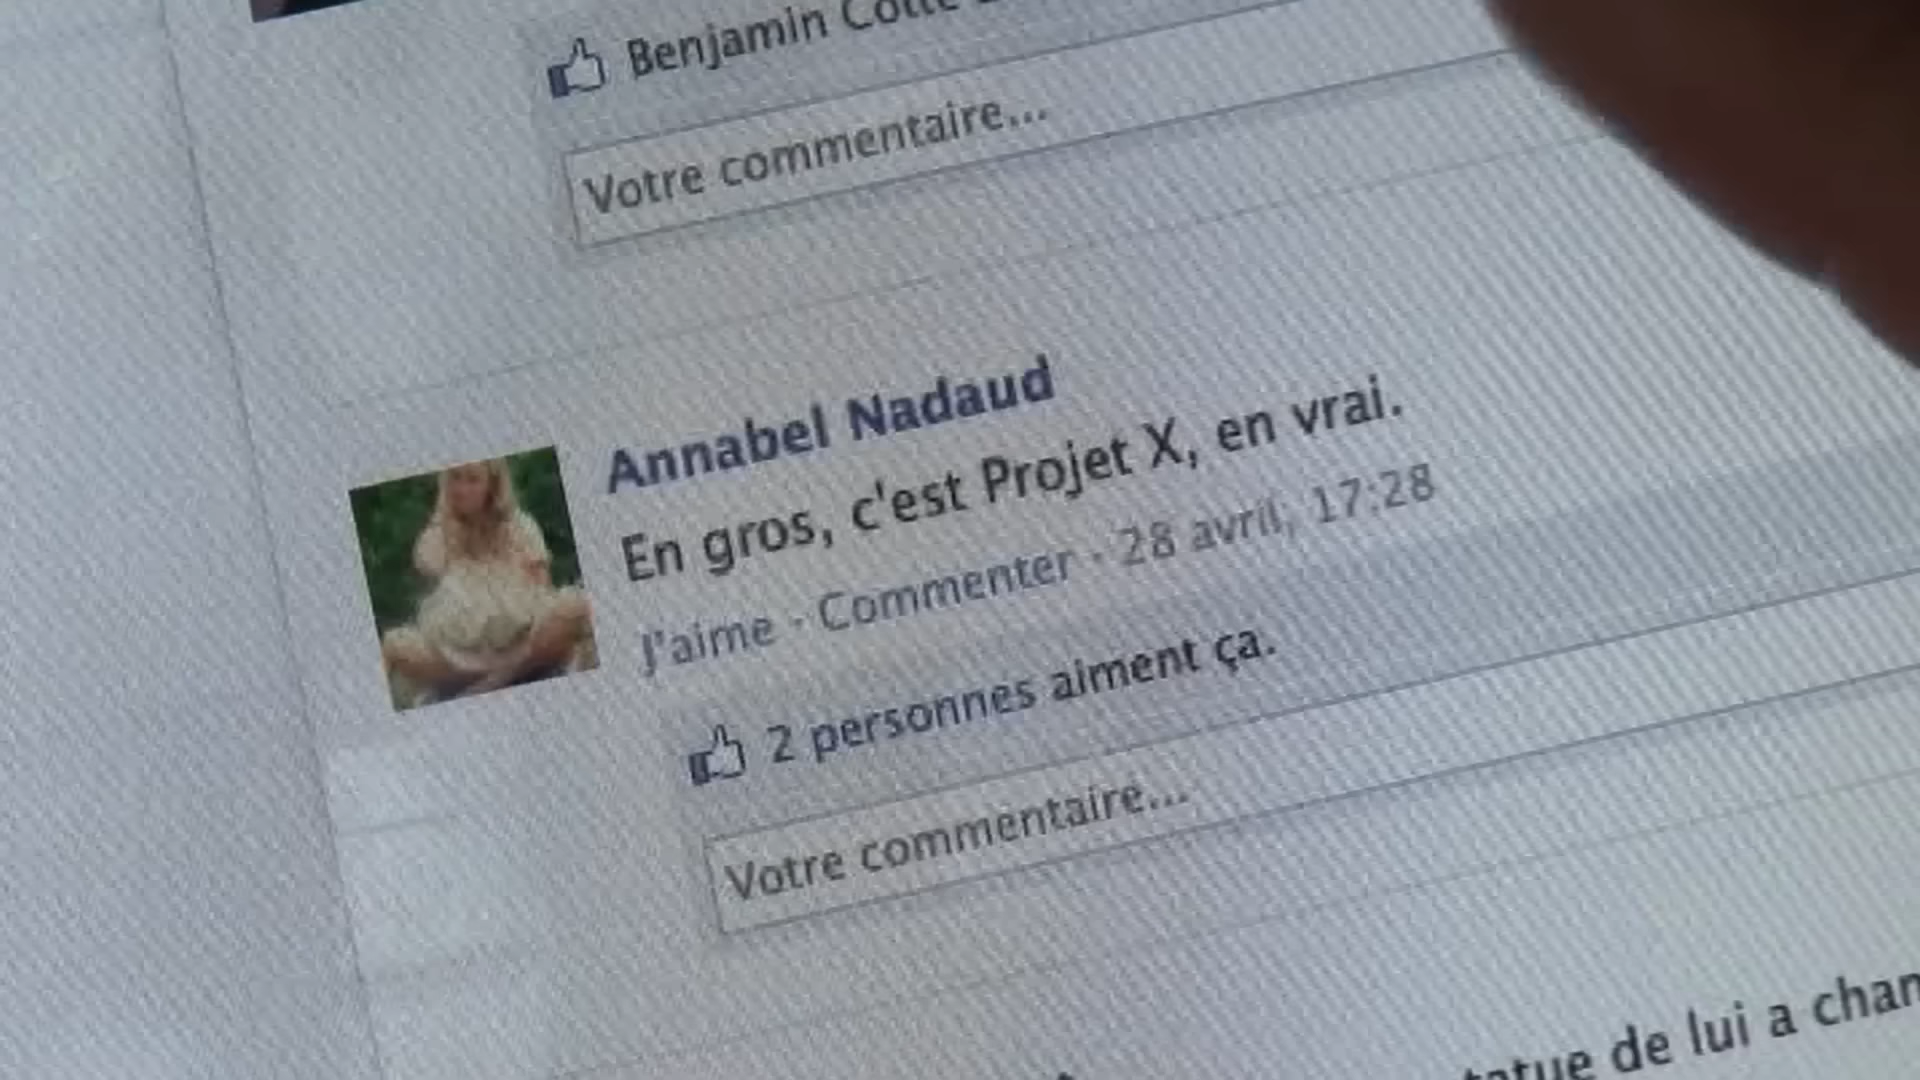 Benjamin
Votre commentaire...
Annabel Nadaud
En gros, c'est Projet X, en vrai.
J'aime · Commenter · 28 avril, 17:28
2 personnes aiment ça.
Votre commentaire...
de lui a